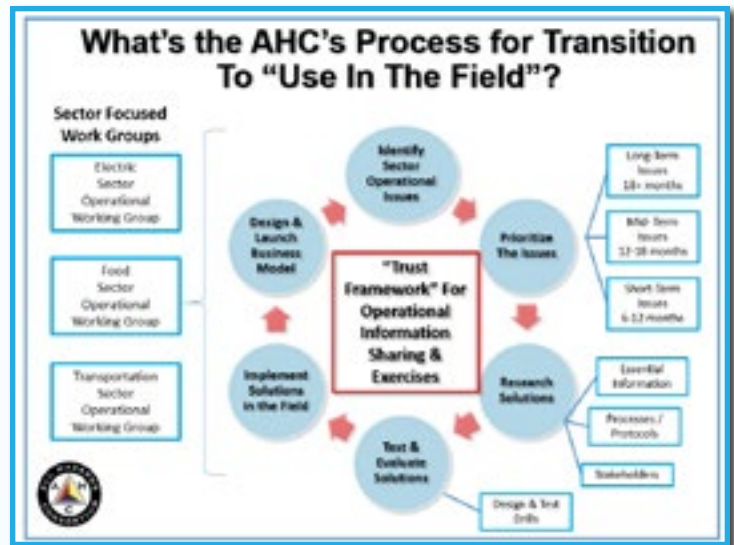 What's the AHC's Process for Transition
To "Use In The Field"?
Sector Focused
Work Groups
Electric
Sector
Operational
Working Group
Food
Sector
Operational
Working Group
Transportation
Sector
Operational
Working Group
Identify
Sector
Operational
Issues
Prioritize
The Issues
Long-Term
Issues
18+ months
Mid-Term
Issues
12-18 months
Short-Term
Issues
6-12 months
Research
Solutions
Essential
Information
Processes /
Protocols
Stakeholders
Test &
Evaluate
Solutions
Design & Test
Drills
Implement
Solutions
In the Field
Design &
Launch
Business
Model
"Trust
Framework" For
Operational
Information
Sharing &
Exercises